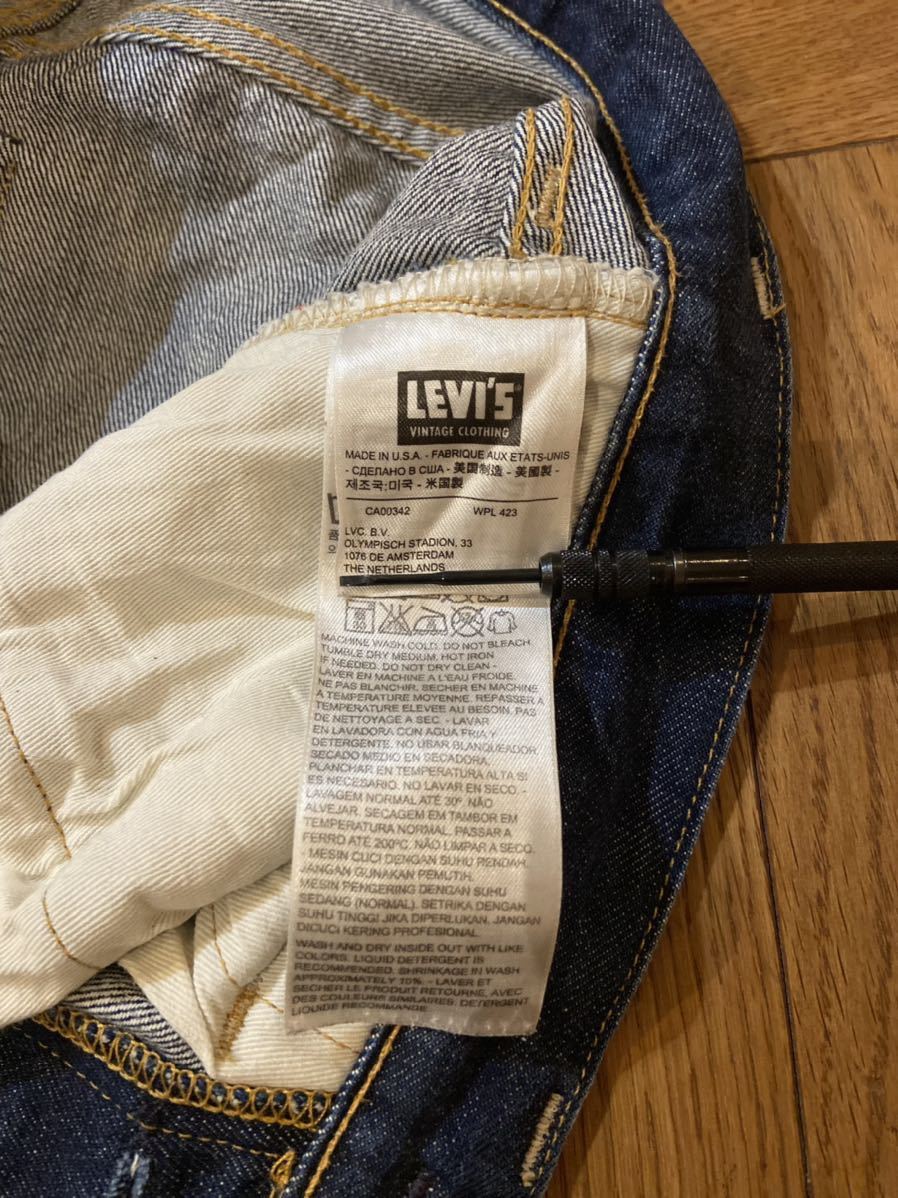 LEVI'S®
VINTAGE CLOTHING
MADE IN U.S.A. - FABRIQUE AUX ETATS-UNIS
- СДЕЛАНО В США - 美国制造 - 美國製 -
제조국:미국 - 米国製
CA00342 WPL 423
LVC. B.V.
OLYMPISCH STADION, 33
1076 DE AMSTERDAM
THE NETHERLANDS
MACHINE WASH COLD. DO NOT BLEACH.
TUMBLE DRY MEDIUM. HOT IRON
IF NEEDED. DO NOT DRY CLEAN -
LAVER EN MACHINE A L'EAU FROIDE.
NE PAS BLANCHIR. SECHER EN MACHINE
A TEMPERATURE MOYENNE. REPASSER A
TEMPERATURE ELEVEE AU BESOIN. PAS
DE NETTOYAGE A SEC. - LAVAR
EN LAVADORA CON AGUA FRIA Y
DETERGENTE. NO USAR BLANQUEADOR.
SECADO MEDIO EN SECADORA.
PLANCHAR EN TEMPERATURA ALTA SI
ES NECESARIO. NO LAVAR EN SECO. -
LAVAGEM NORMAL ATÉ 30º. NÃO
ALVEJAR. SECAGEM EM TAMBOR EM
TEMPERATURA NORMAL. PASSAR A
FERRO ATÉ 200ºC. NÃO LIMPAR A SECO.
- MESIN CUCI DENGAN SUHU RENDAH.
JANGAN GUNAKAN PEMUTIH.
MESIN PENGERING DENGAN SUHU
SEDANG (NORMAL). SETRIKA DENGAN
SUHU TINGGI JIKA DIPERLUKAN. JANGAN
DICUCI KERING PROFESIONAL.
WASH AND DRY INSIDE OUT WITH LIKE
COLORS. LIQUID DETERGENT IS
RECOMMENDED. SHRINKAGE IN WASH
APPROXIMATELY 10%. - LAVER ET
SECHER LE PRODUIT RETOURNE, AVEC
DES COULEURS SIMILAIRES. DETERGENT
LIQUIDE RECOMMANDE.